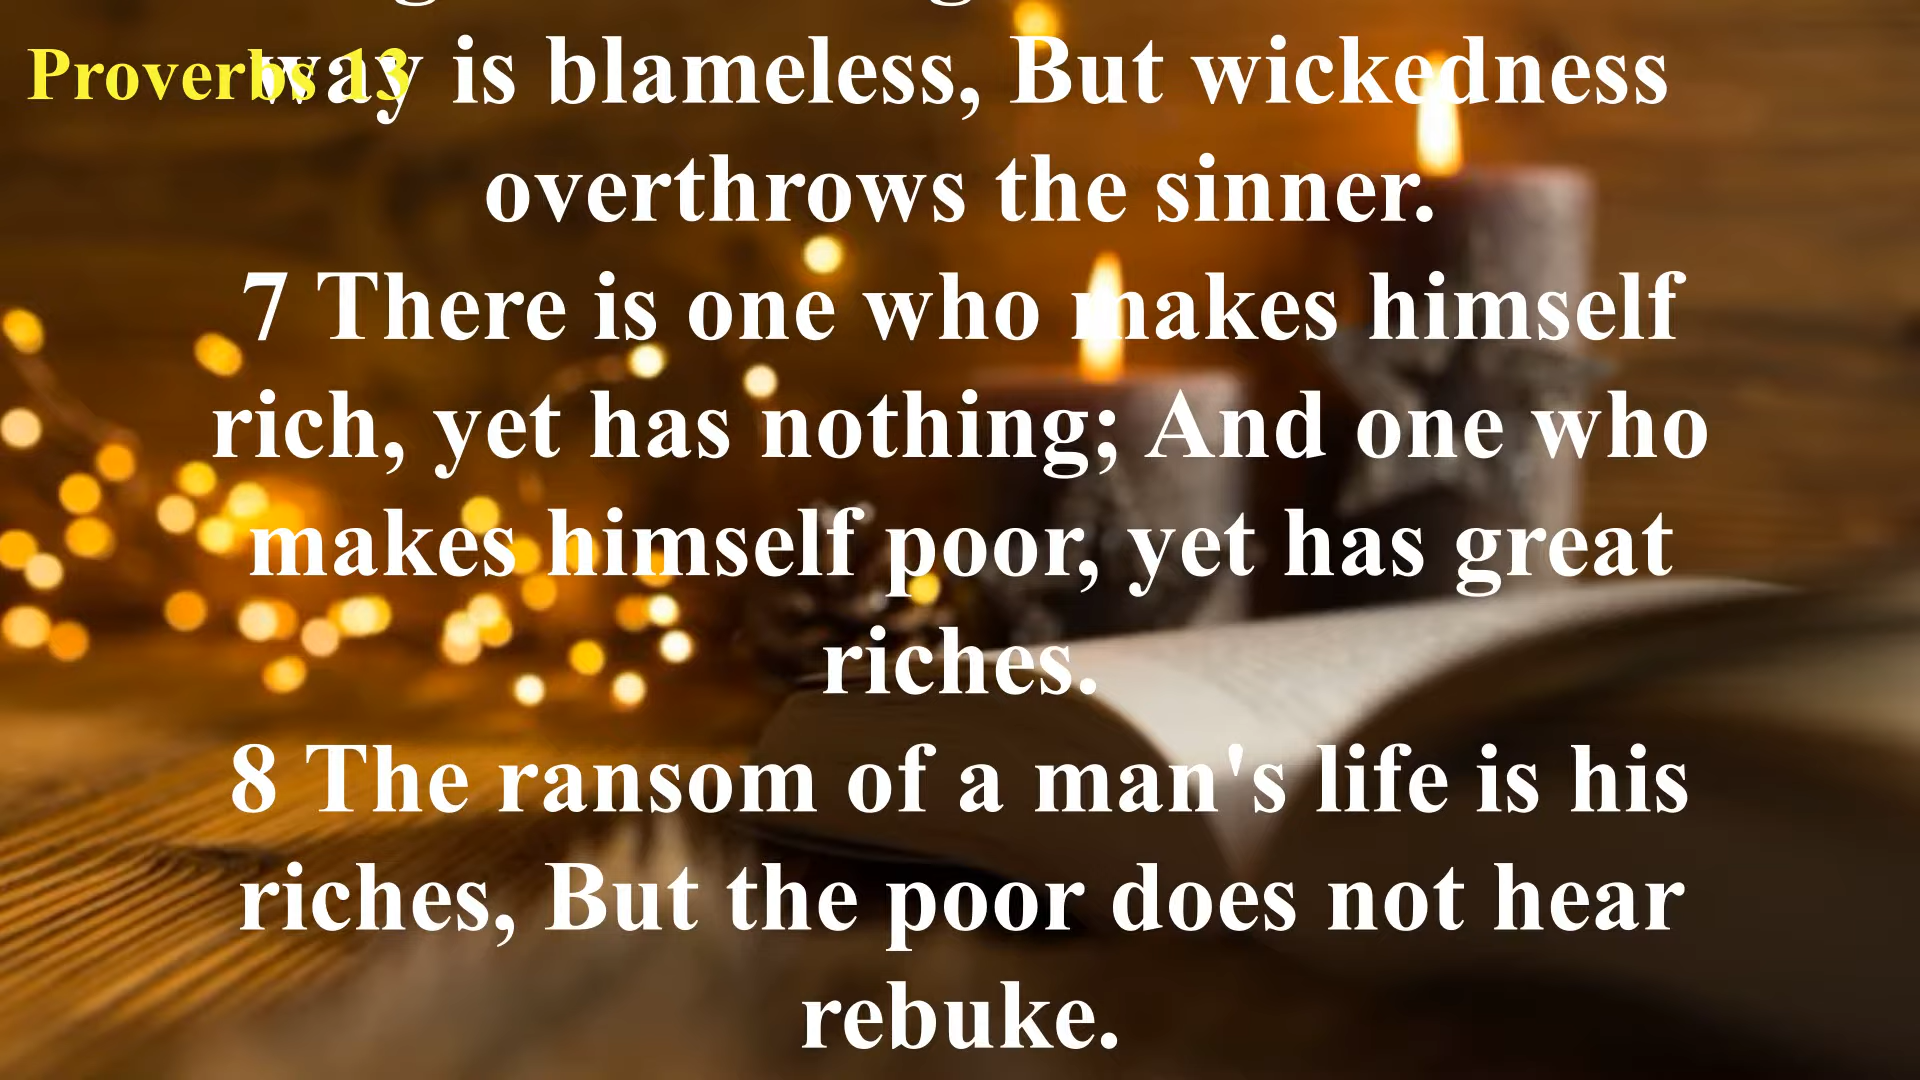 Proverbs 13
way is blameless, But wickedness
overthrows the sinner.
7 There is one who makes himself
rich, yet has nothing; And one who
makes himself poor, yet has great
riches.
8 The ransom of a man's life is his
riches, But the poor does not hear
rebuke.